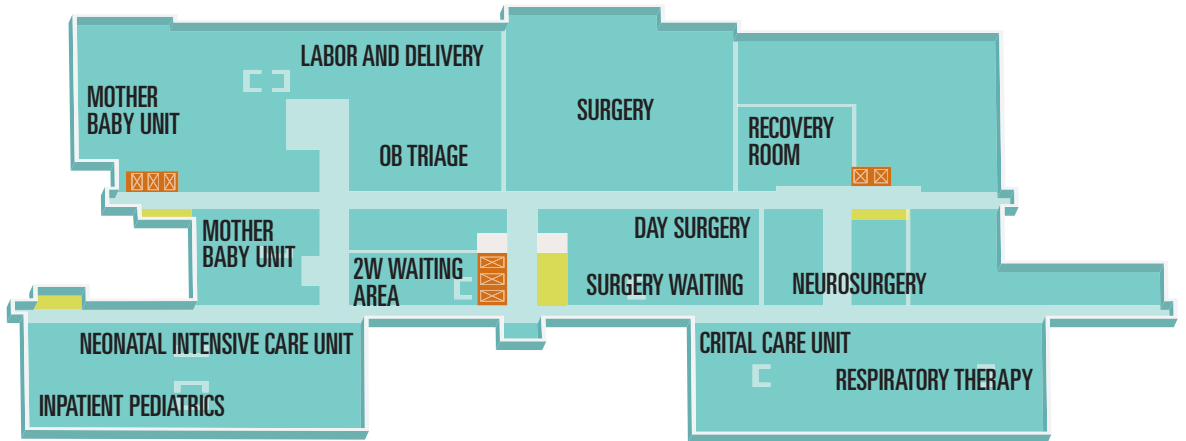 LABOR AND DELIVERY
MOTHER
BABY UNIT
SURGERY
RECOVERY
ROOM
OB TRIAGE
MOTHER
BABY UNIT
DAY SURGERY
2W WAITING
AREA
SURGERY WAITING
NEUROSURGERY
NEONATAL INTENSIVE CARE UNIT
CRITAL CARE UNIT
RESPIRATORY THERAPY
INPATIENT PEDIATRICS